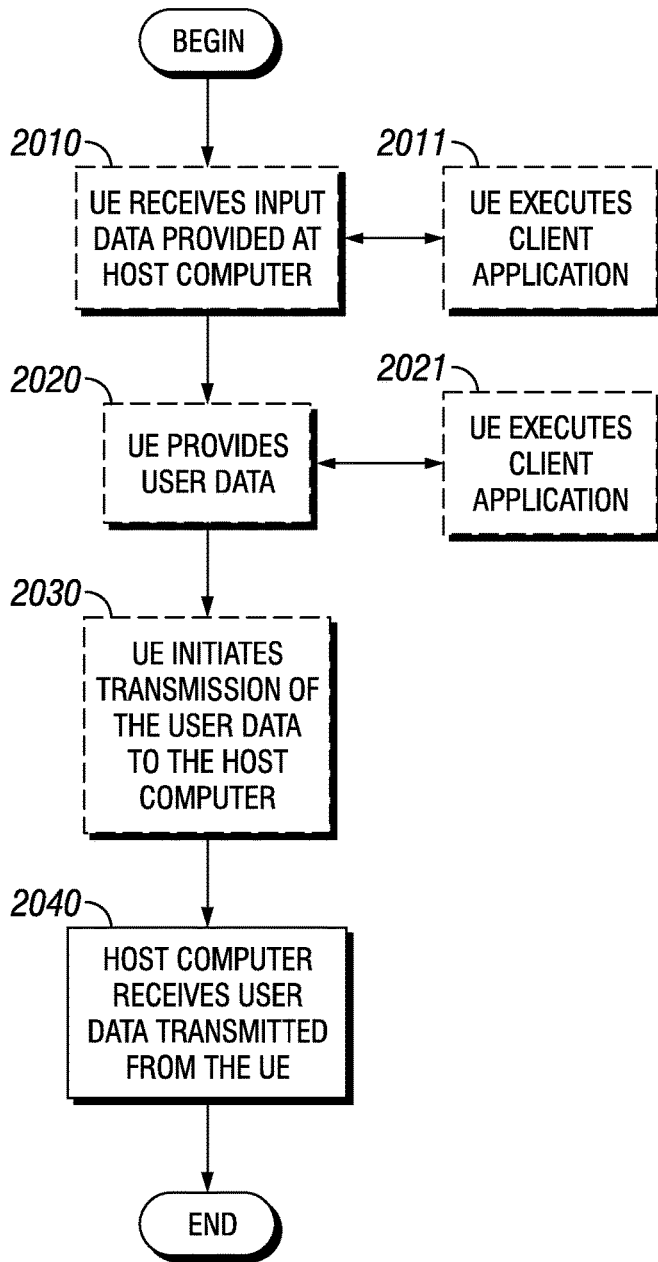 BEGIN
2010
UE RECEIVES INPUT
DATA PROVIDED AT
HOST COMPUTER
2011
UE EXECUTES
CLIENT
APPLICATION
2020
UE PROVIDES
USER DATA
2021
UE EXECUTES
CLIENT
APPLICATION
2030
UE INITIATES
TRANSMISSION OF
THE USER DATA
TO THE HOST
COMPUTER
2040
HOST COMPUTER
RECEIVES USER
DATA TRANSMITTED
FROM THE UE
END